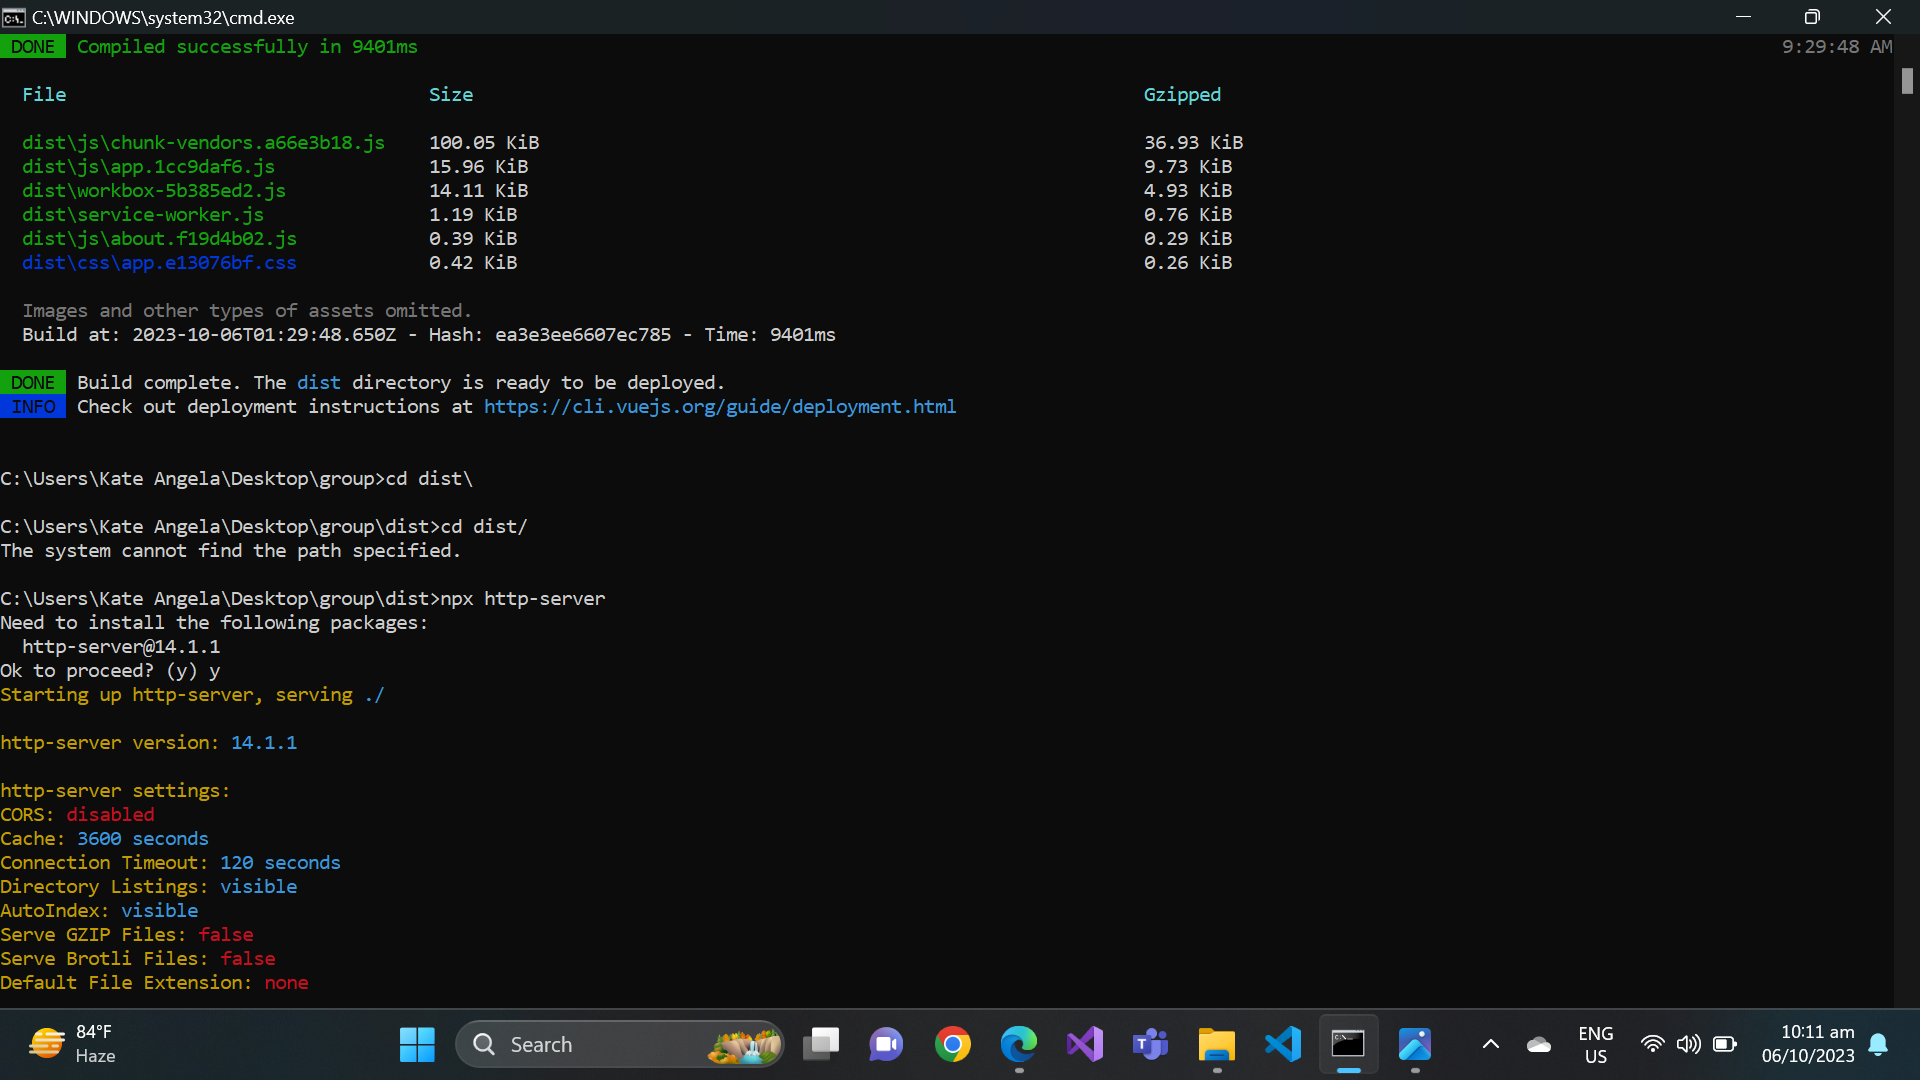 C:\WINDOWS\system32\cmd.exe
DONE Compiled successfully in 9401ms 9:29:48 AM
File Size Gzipped
dist\js\chunk-vendors.a66e3b18.js 100.05 KiB 36.93 KiB
dist\js\app.1cc9daf6.js 15.96 KiB 9.73 KiB
dist\workbox-5b385ed2.js 14.11 KiB 4.93 KiB
dist\service-worker.js 1.19 KiB 0.76 KiB
dist\js\about.f19d4b02.js 0.39 KiB 0.29 KiB
dist\css\app.e13076bf.css 0.42 KiB 0.26 KiB
Images and other types of assets omitted.
Build at: 2023-10-06T01:29:48.650Z - Hash: ea3e3ee6607ec785 - Time: 9401ms
DONE Build complete. The dist directory is ready to be deployed.
INFO Check out deployment instructions at https://cli.vuejs.org/guide/deployment.html
C:\Users\Kate Angela\Desktop\group>cd dist\
C:\Users\Kate Angela\Desktop\group\dist>cd dist/
The system cannot find the path specified.
C:\Users\Kate Angela\Desktop\group\dist>npx http-server
Need to install the following packages:
http-server@14.1.1
Ok to proceed? (y) y
Starting up http-server, serving ./
http-server version: 14.1.1
http-server settings:
CORS: disabled
Cache: 3600 seconds
Connection Timeout: 120 seconds
Directory Listings: visible
AutoIndex: visible
Serve GZIP Files: false
Serve Brotli Files: false
Default File Extension: none
84°F
Haze
Search
ENG
US
10:11 am
06/10/2023